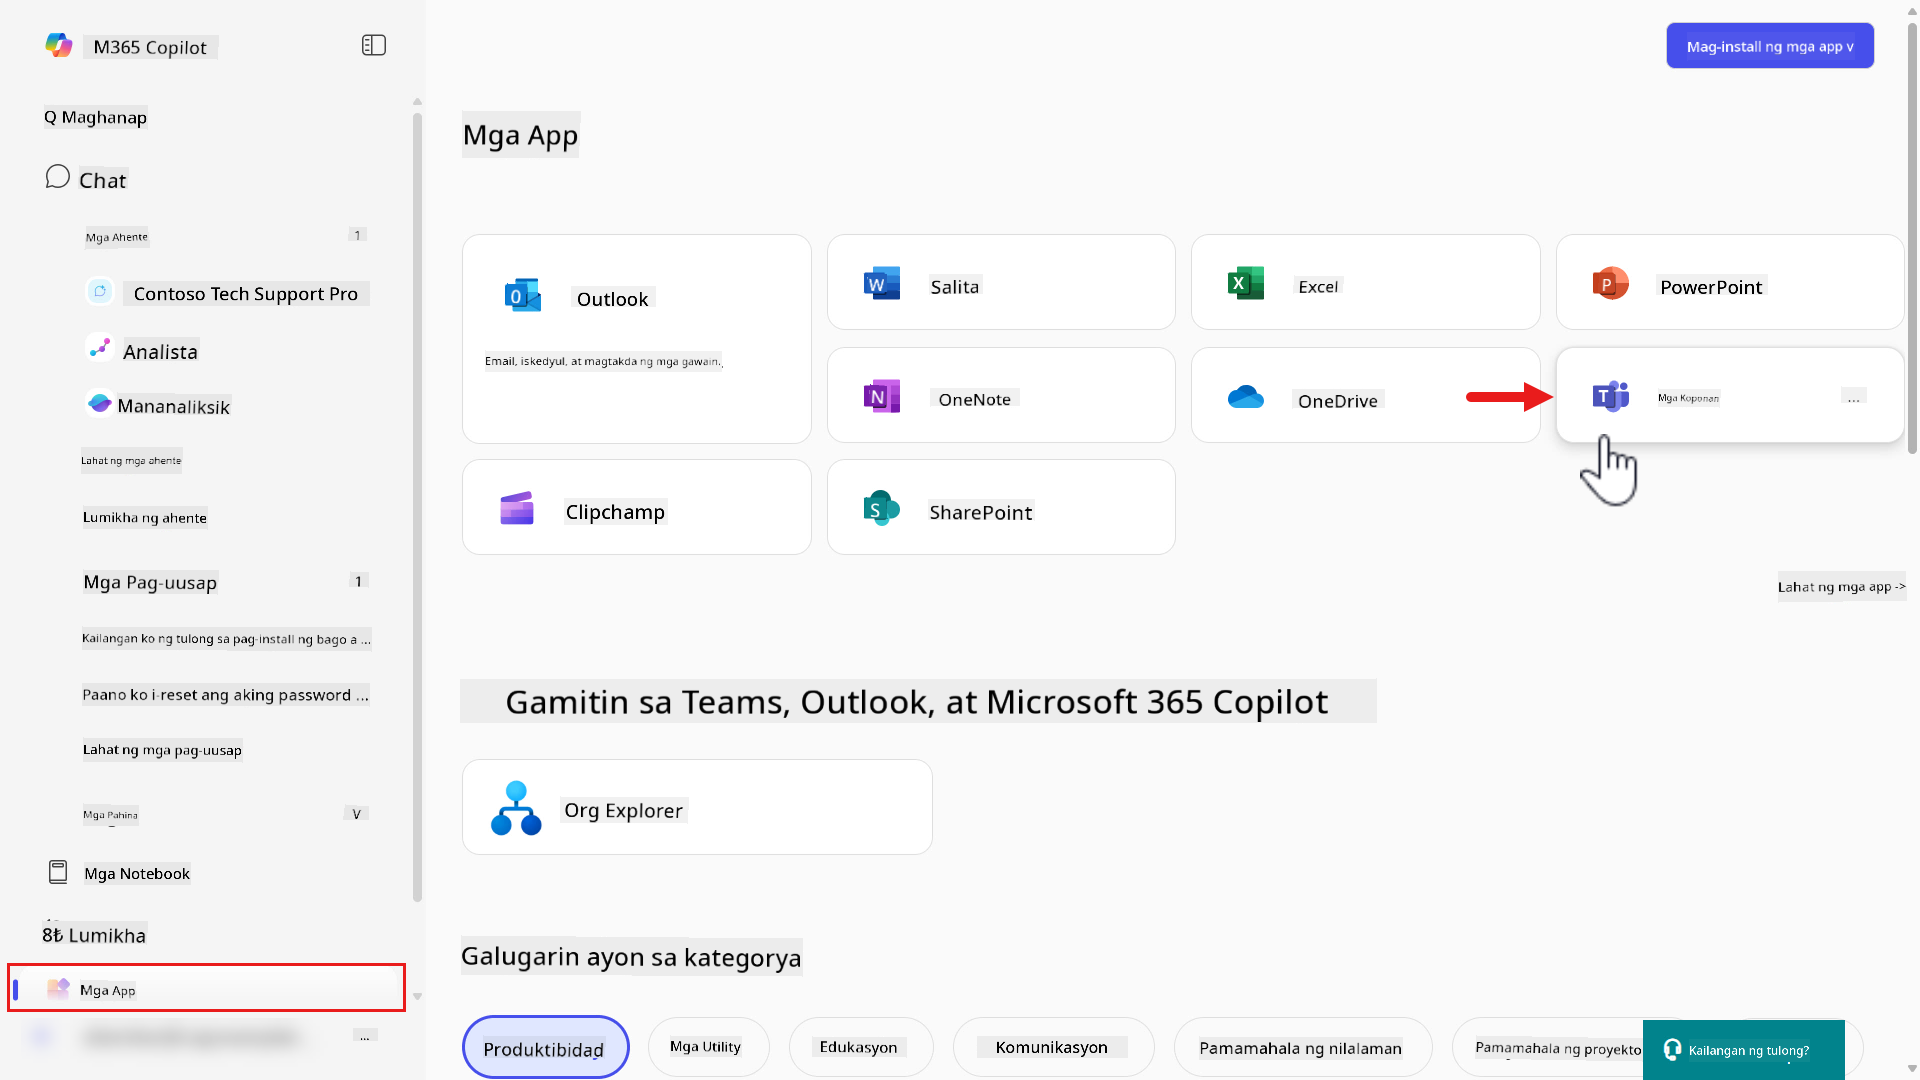 M365 Copilot
Q Maghanap
Chat
Mga Ahente
1
Contoso Tech Support Pro
Analista
Mananaliksik
Lahat ng mga ahente
Lumikha ng ahente
Mga Pag-uusap
1
Kailangan ko ng tulong sa pag-install ng bago a ...
Paano ko i-reset ang aking password ...
Lahat ng mga pag-uusap
Mga Pahina
V
Mga Notebook
8₺ Lumikha
Mga App
...
Mag-install ng mga app v
Mga App
Outlook
Email, iskedyul, at magtakda ng mga gawain.
Salita
Excel
PowerPoint
OneNote
OneDrive
Mga Koponan
...
Clipchamp
SharePoint
Lahat ng mga app ->
Gamitin sa Teams, Outlook, at Microsoft 365 Copilot
Org Explorer
Galugarin ayon sa kategorya
Produktibidad
Mga Utility
Edukasyon
Komunikasyon
Pamamahala ng nilalaman
Pamamahala ng proyekto
Kailangan ng tulong?